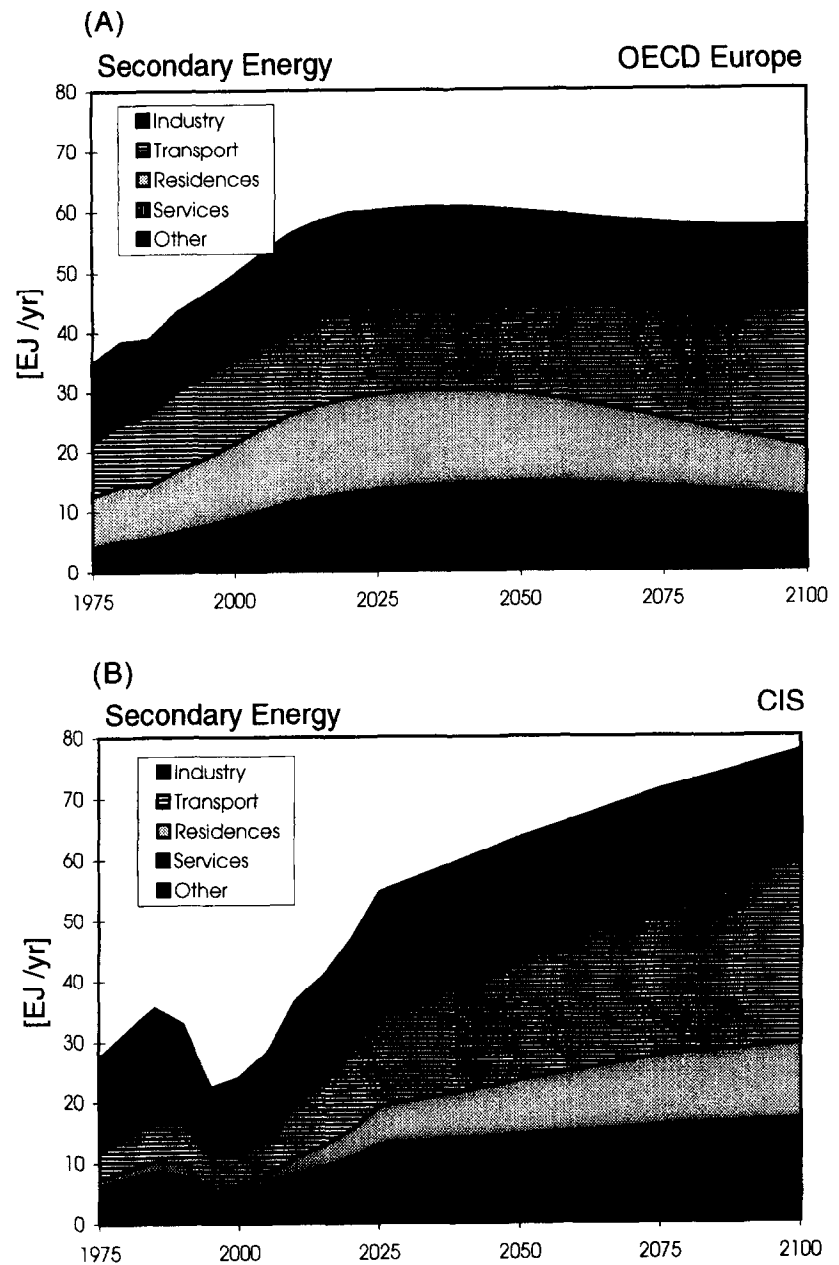 (A)
Secondary Energy OECD Europe
80
70
60
50
40
30
20
10
0
[EJ /yr]
Industry
Transport
Residences
Services
Other
1975 2000 2025 2050 2075 2100
(B)
Secondary Energy CIS
80
70
60
50
40
30
20
10
0
[EJ /yr]
Industry
Transport
Residences
Services
Other
1975 2000 2025 2050 2075 2100